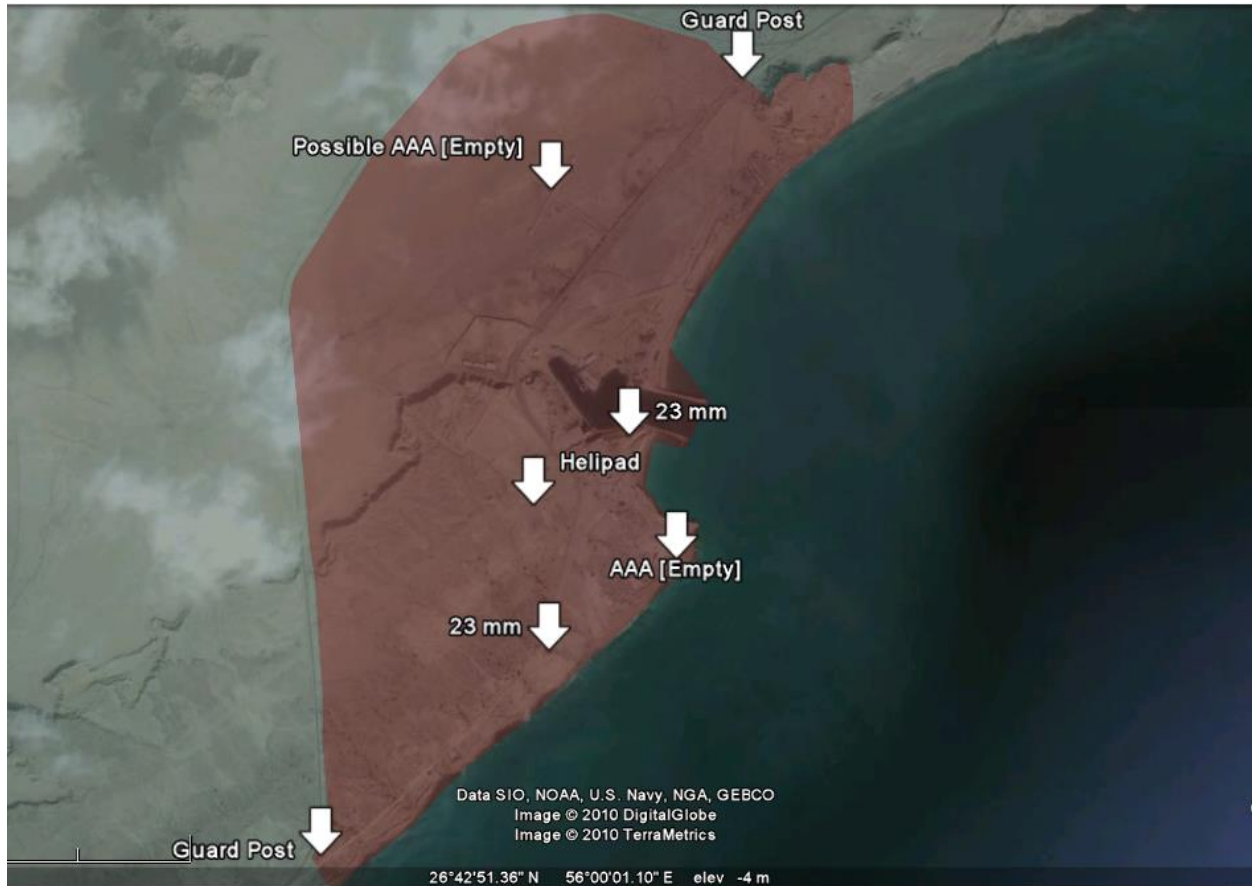 Guard Post
Possible AAA [Empty]
23 mm
Helipad
AAA [Empty]
23 mm
Data SIO, NOAA, U.S. Navy, NGA, GEBCO
Image © 2010 DigitalGlobe
Image © 2010 TerraMetrics
Guard Post
26°42'51.36" N 56°00'01.10" E elev -4 m